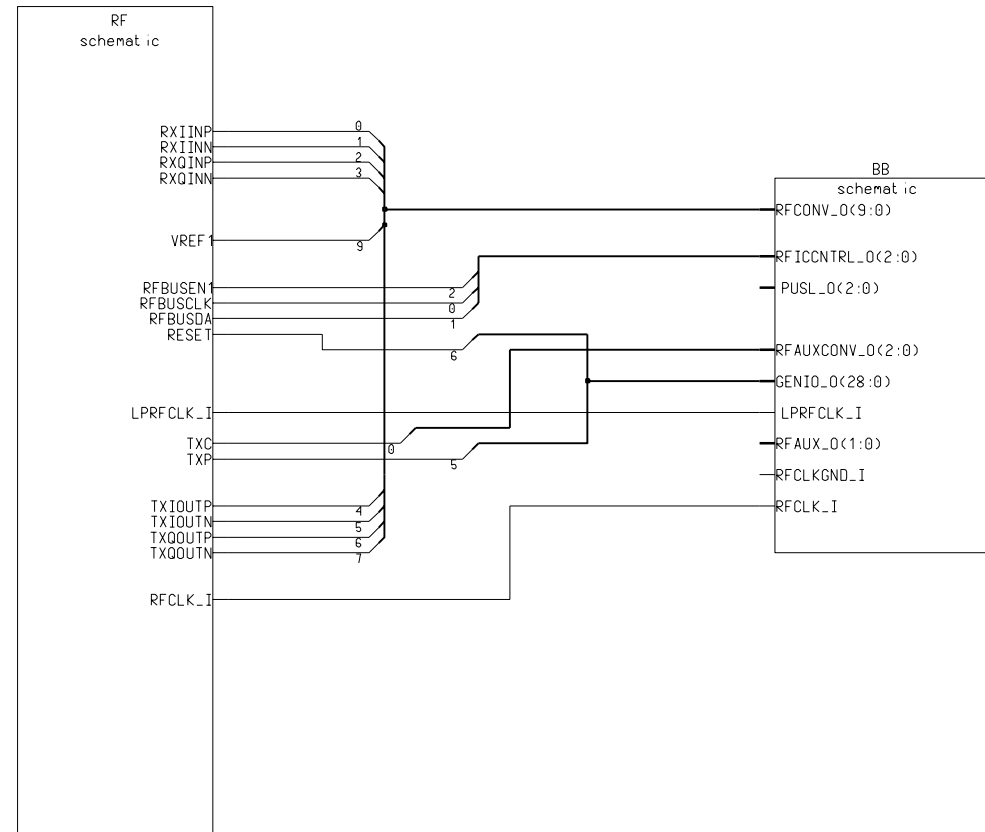 RF
schematic
RXIINP 0
RXIINN 1
RXQINP 2
RXQINN 3
VREF1 9
RFBUSEN1 2
RFBUSCLK 0
RFBUSDA 1
RESET 6
LPRFCLK_I
TXC 0
TXP 5
TXIOUTP 4
TXIOUTN 5
TXQOUTP 6
TXQOUTN 7
RFCLK_I
BB
schematic
RFCONV_O(9:0)
RFICCNTRL_O(2:0)
PUSL_O(2:0)
RFAUXCONV_O(2:0)
GENIO_O(28:0)
LPRFCLK_I
RFAUX_O(1:0)
RFCLKGND_I
RFCLK_I